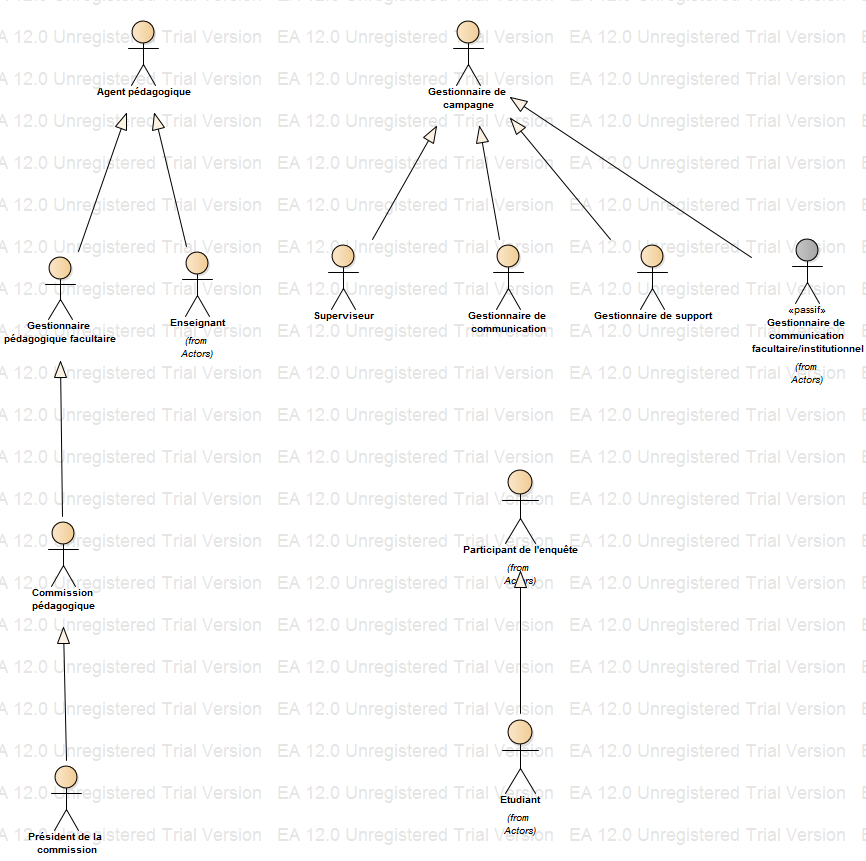 Agent pédagogique
Gestionnaire de
campagne
Gestionnaire
pédagogique facultaire
Enseignant
(from
Actors)
Superviseur
Gestionnaire de
communication
Gestionnaire de support
«passif»
Gestionnaire de
communication
facultaire/institutionnel
(from
Actors)
Commission
pédagogique
Participant de l'enquête
(from
Actors)
Président de la
commission
Etudiant
(from
Actors)
EA 12.0 Unregistered Trial Version